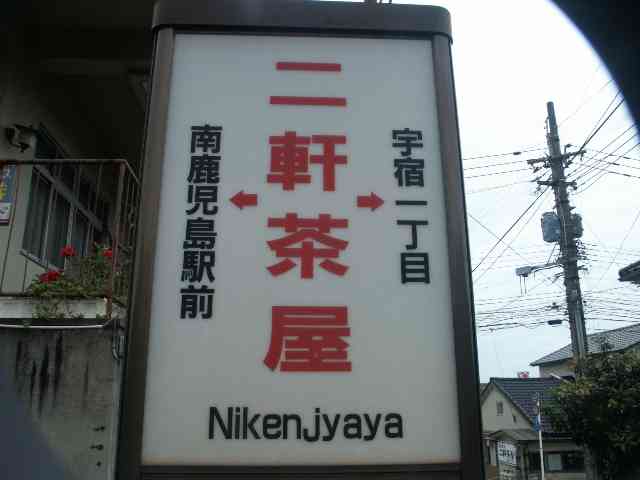 二軒茶屋
南鹿児島駅前
宇宿一丁目
Nikenjyaya